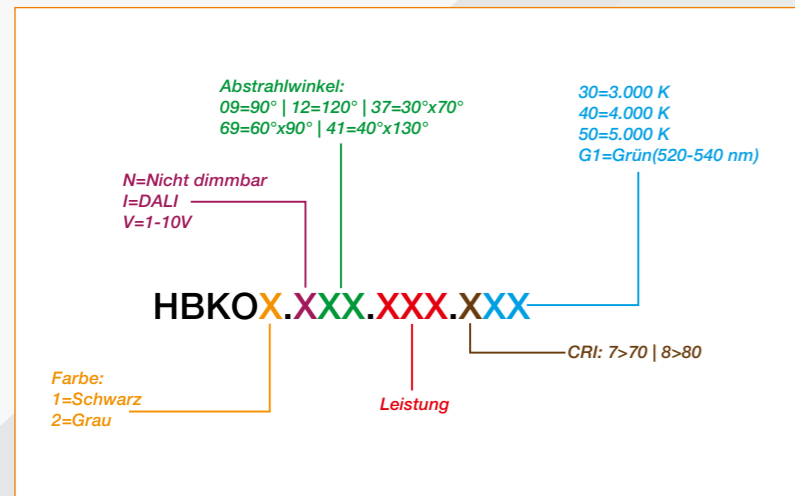 Abstrahlwinkel:
09=90° | 12=120° | 37=30°x70°
69=60°x90° | 41=40°x130°
30=3.000 K
40=4.000 K
50=5.000 K
G1=Grün(520-540 nm)
N=Nicht dimmbar
I=DALI
V=1-10V
HBKOX.XXX.XXX.XXX
CRI: 7>70 | 8>80
Farbe:
1=Schwarz
2=Grau
Leistung